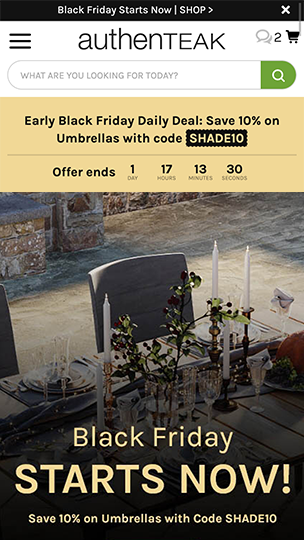 Black Friday Starts Now | SHOP > ✕
authenTEAK 2
WHAT ARE YOU LOOKING FOR TODAY?
Early Black Friday Daily Deal: Save 10% on
Umbrellas with code SHADE10
Offer ends 1 17 13 30
DAY HOURS MINUTES SECONDS
Black Friday
STARTS NOW!
Save 10% on Umbrellas with Code SHADE10